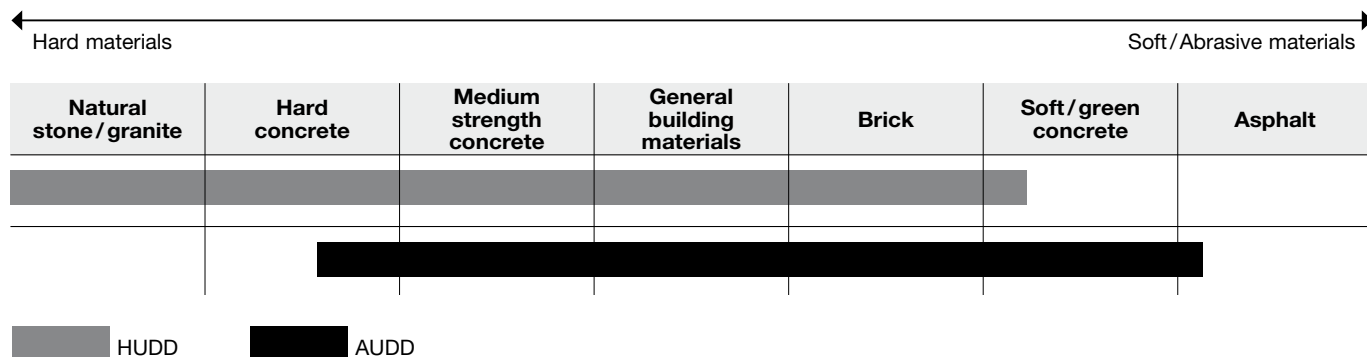 Hard materials
Soft/Abrasive materials
Natural
stone/granite
Hard
concrete
Medium
strength
concrete
General
building
materials
Brick
Soft/green
concrete
Asphalt
HUDD
AUDD